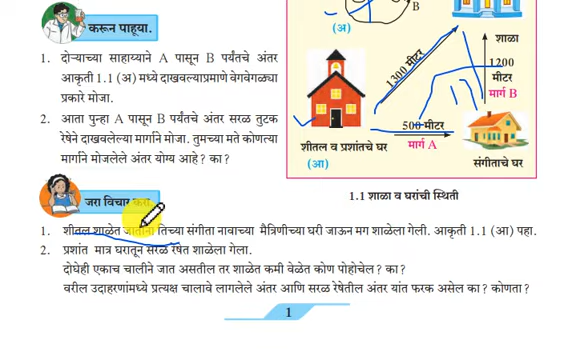 करून पाहूया.
1. दोऱ्याच्या साहाय्याने A पासून B पर्यंतचे अंतर
आकृती 1.1 (अ) मध्ये दाखवल्याप्रमाणे वेगवेगळ्या
प्रकारे मोजा.
2. आता पुन्हा A पासून B पर्यंतचे अंतर सरळ तुटक
रेषेने दाखवलेल्या मार्गाने मोजा. तुमच्या मते कोणत्या
मार्गाने मोजलेले अंतर योग्य आहे? का?
B
(अ)
शाळा
1300 मीटर
1200
मीटर
मार्ग B
500 मीटर
मार्ग A
शीतल व प्रशांतचे घर
संगीताचे घर
(आ)
1.1 शाळा व घरांची स्थिती
जरा विचार करा.
1. शीतल शाळेत जाताना तिच्या संगीता नावाच्या मैत्रिणीच्या घरी जाऊन मग शाळेला गेली. आकृती 1.1 (आ) पहा.
2. प्रशांत मात्र घरातून सरळ रेषेत शाळेला गेला.
दोघेही एकाच चालीने जात असतील तर शाळेत कमी वेळेत कोण पोहोचेल? का?
वरील उदाहरणांमध्ये प्रत्यक्ष चालावे लागलेले अंतर आणि सरळ रेषेतील अंतर यांत फरक असेल का? कोणता?
1